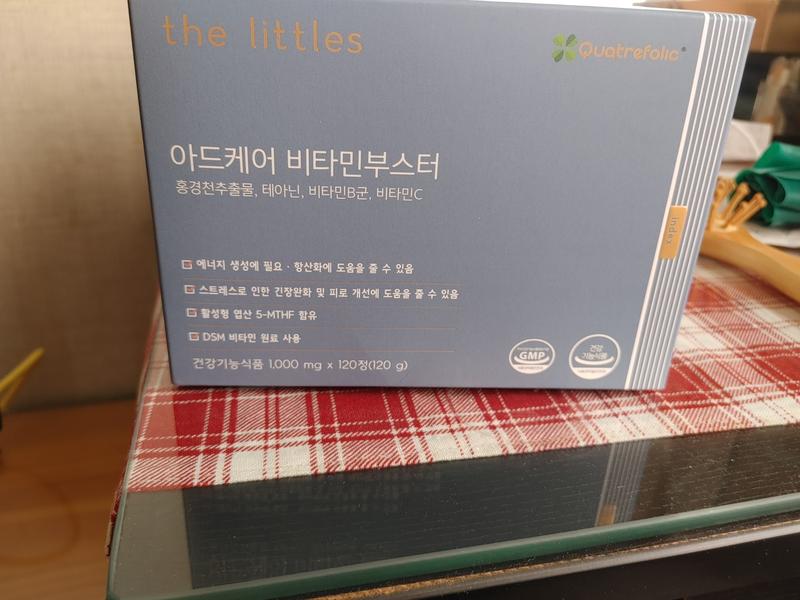 the littles
Quatrefolic®
아드케어 비타민부스터
홍경천추출물, 테아닌, 비타민B군, 비타민C
index
에너지 생성에 필요 · 항산화에 도움을 줄 수 있음
스트레스로 인한 긴장완화 및 피로 개선에 도움을 줄 수 있음
활성형 엽산 5-MTHF 함유
DSM 비타민 원료 사용
건강기능식품 1,000 mg x 120정(120 g)
GMP
건강
기능식품